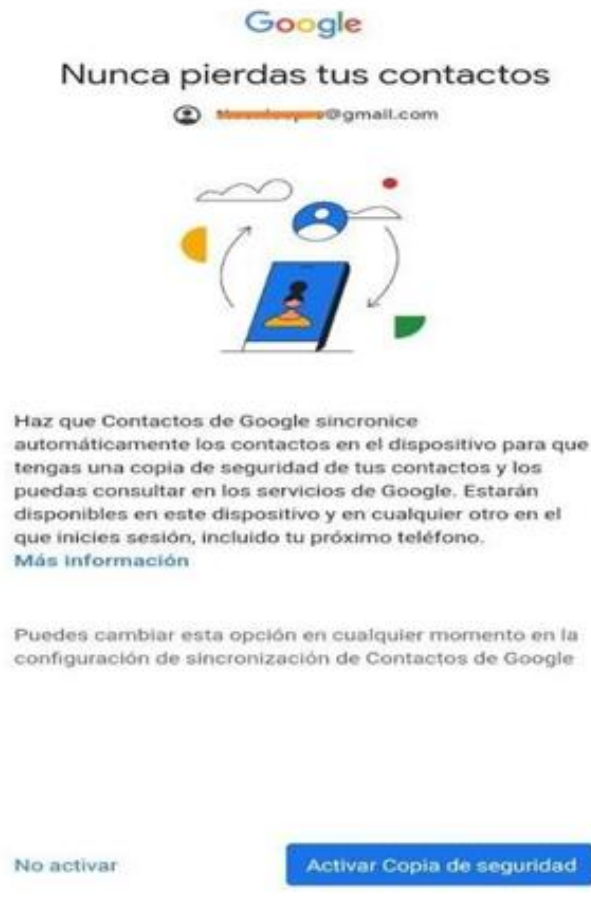 Google
Nunca pierdas tus contactos
@gmail.com
Haz que Contactos de Google sincronice
automáticamente los contactos en el dispositivo para que
tengas una copia de seguridad de tus contactos y los
puedas consultar en los servicios de Google. Estarán
disponibles en este dispositivo y en cualquier otro en el
que inicies sesión, incluido tu próximo teléfono.
Más información
Puedes cambiar esta opción en cualquier momento en la
configuración de sincronización de Contactos de Google
No activar
Activar Copia de seguridad